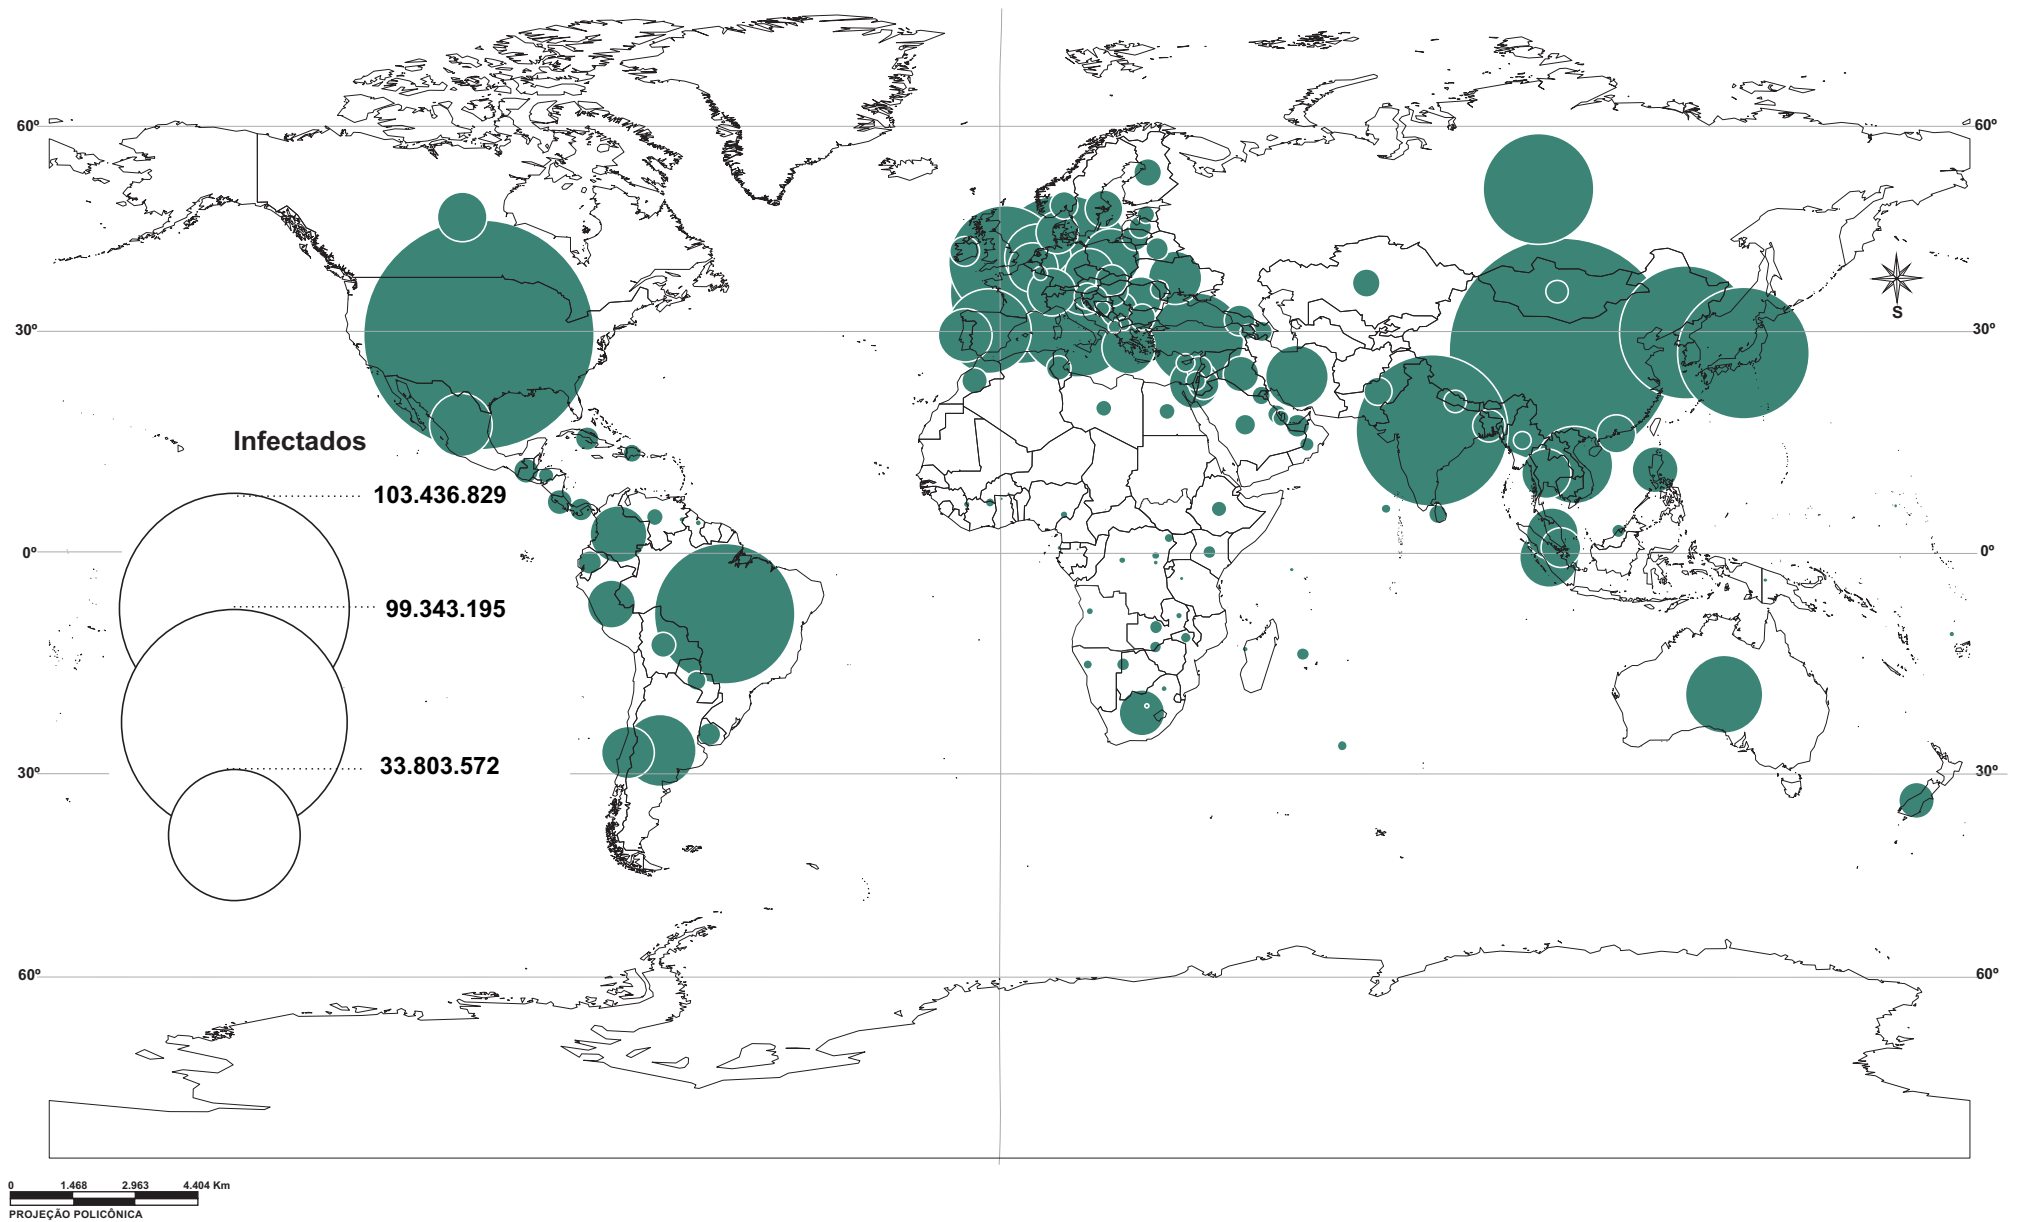 60º
60º
30º
30º
S
Infectados
103.436.829
99.343.195
33.803.572
0º
0º
30º
30º
60º
60º
0 1.468 2.963 4.404 Km
PROJEÇÃO POLICÔNICA